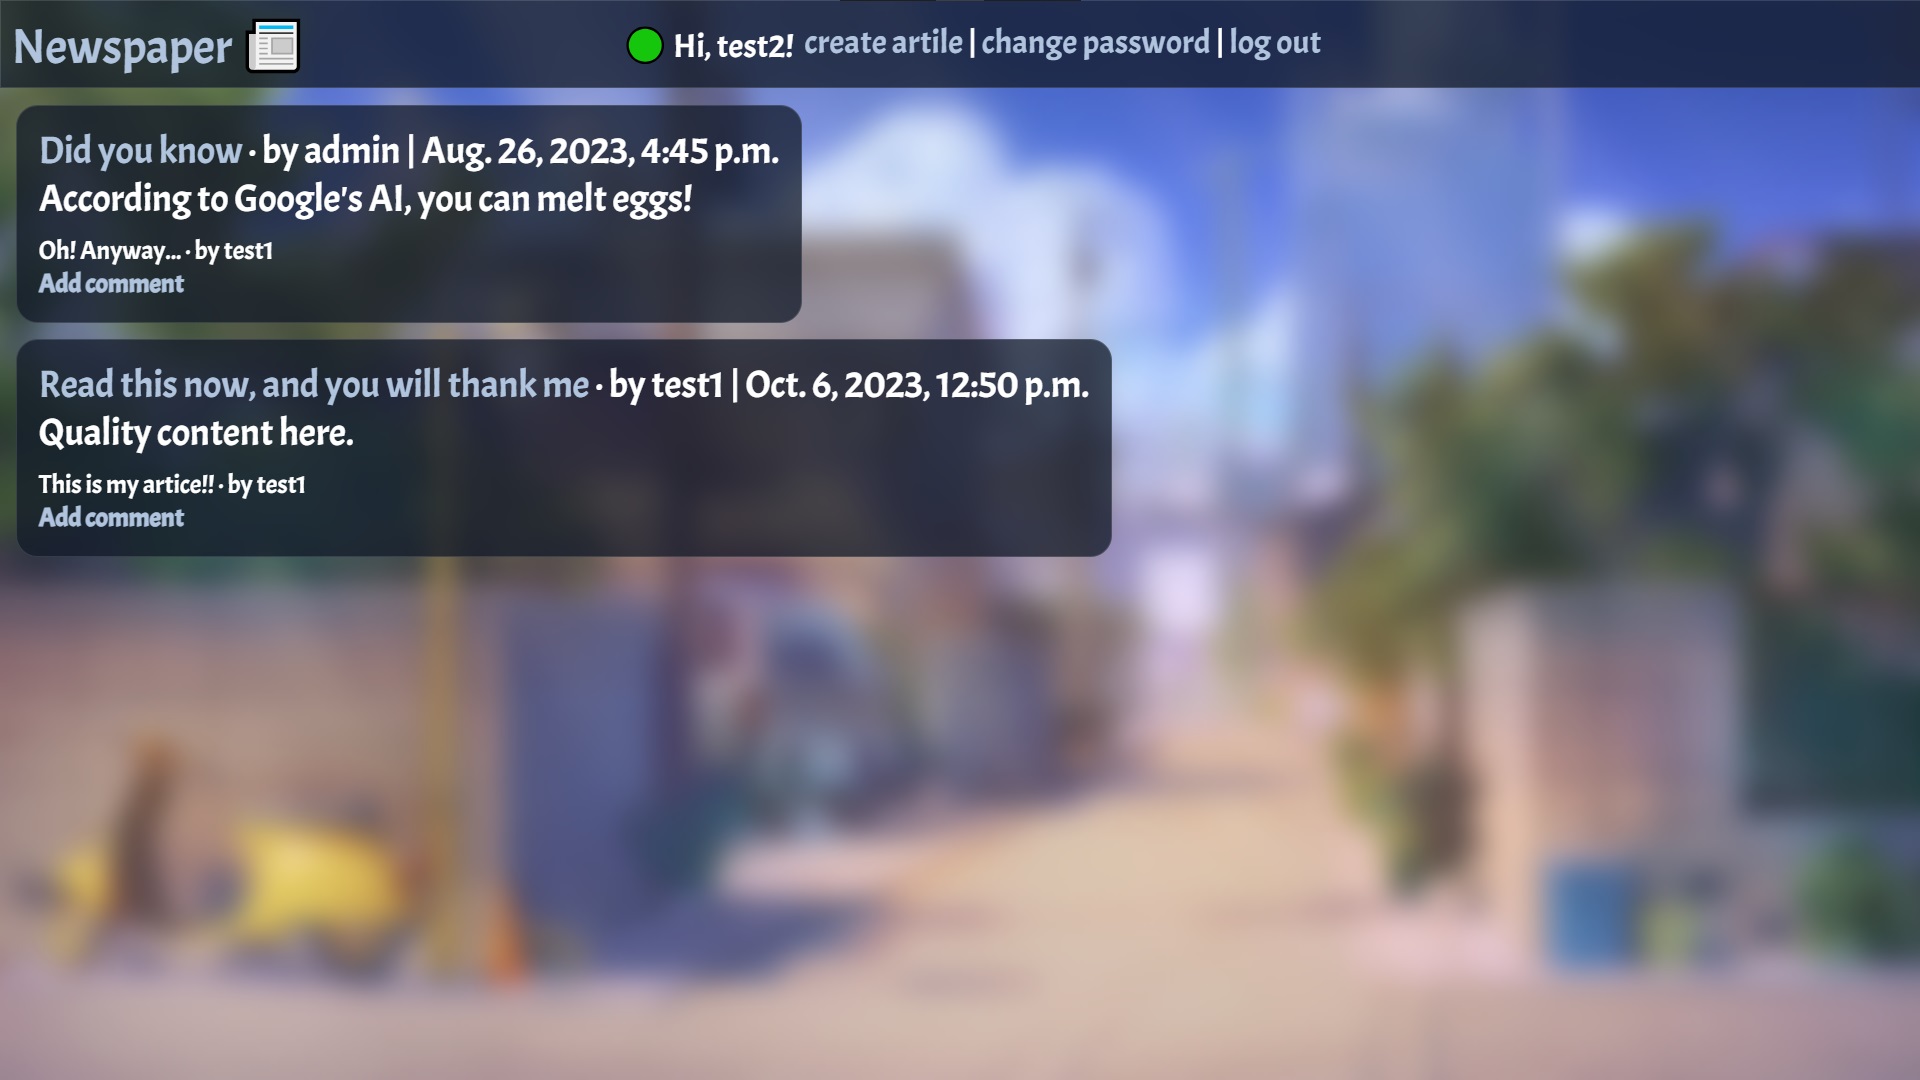 Newspaper
Hi, test2! create artile | change password | log out
Did you know · by admin | Aug. 26, 2023, 4:45 p.m.
According to Google's AI, you can melt eggs!
Oh! Anyway... · by test1
Add comment
Read this now, and you will thank me · by test1 | Oct. 6, 2023, 12:50 p.m.
Quality content here.
This is my artice!! · by test1
Add comment